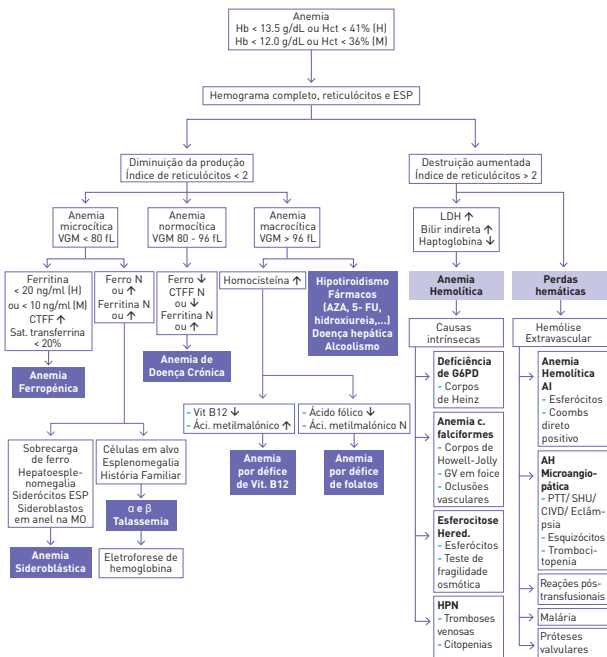 Anemia
Hb < 13.5 g/dL ou Hct < 41% (H)
Hb < 12.0 g/dL ou Hct < 36% (M)
Hemograma completo, reticulócitos e ESP
Diminuição da produção
Índice de reticulócitos < 2
Destruição aumentada
Índice de reticulócitos > 2
Anemia
microcítica
VGM < 80 fL
Anemia
normocítica
VGM 80 - 96 fL
Anemia
macrocítica
VGM > 96 fL
LDH ↑
Bilir indireta ↑
Haptoglobina ↓
Ferritina
< 20 ng/ml (H)
ou < 10 ng/ml (M)
CTFF ↑
Sat. transferrina
< 20%
Anemia
Ferropénica
Ferro N
ou ↑
Ferritina N
ou ↑
Ferro ↓
CTFF N
ou ↓
Ferritina N
ou ↑
Anemia de
Doença Crónica
Homocisteína ↑
Hipotiroidismo
Fármacos
(AZA, 5- FU,
hidroxiureia,...)
Doença hepática
Alcoolismo
Anemia
Hemolítica
Perdas
hemáticas
Causas
intrínsecas
Hemólise
Extravascular
- Vit B12 ↓
- Áci. metilmalónico ↑
Anemia
por défice
de Vit. B12
- Ácido fólico ↓
- Áci. metilmalónico N
Anemia
por défice
de folatos
Sobrecarga
de ferro
Hepatoesple-
nomegalia
Siderócitos ESP
Sideroblastos
em anel na MO
Anemia
Sideroblástica
Células em alvo
Esplenomegalia
História Familiar
α e β
Talassemia
Eletroforese de
hemoglobina
Deficiência
de G6PD
- Corpos
de Heinz
Anemia c.
falciformes
- Corpos de
Howell-Jolly
- GV em foice
- Oclusões
vasculares
Esferocitose
Hered.
- Esferócitos
- Teste de
fragilidade
osmótica
HPN
- Tromboses
venosas
- Citopenias
Anemia
Hemolítica
AI
- Esferócitos
- Coombs
direto
positivo
AH
Microangio-
pática
- PTT/ SHU/
CIVD/ Eclâm-
psia
- Esquizócitos
- Tromboci-
topenia
Reações pós-
transfusionais
Malária
Próteses
valvulares